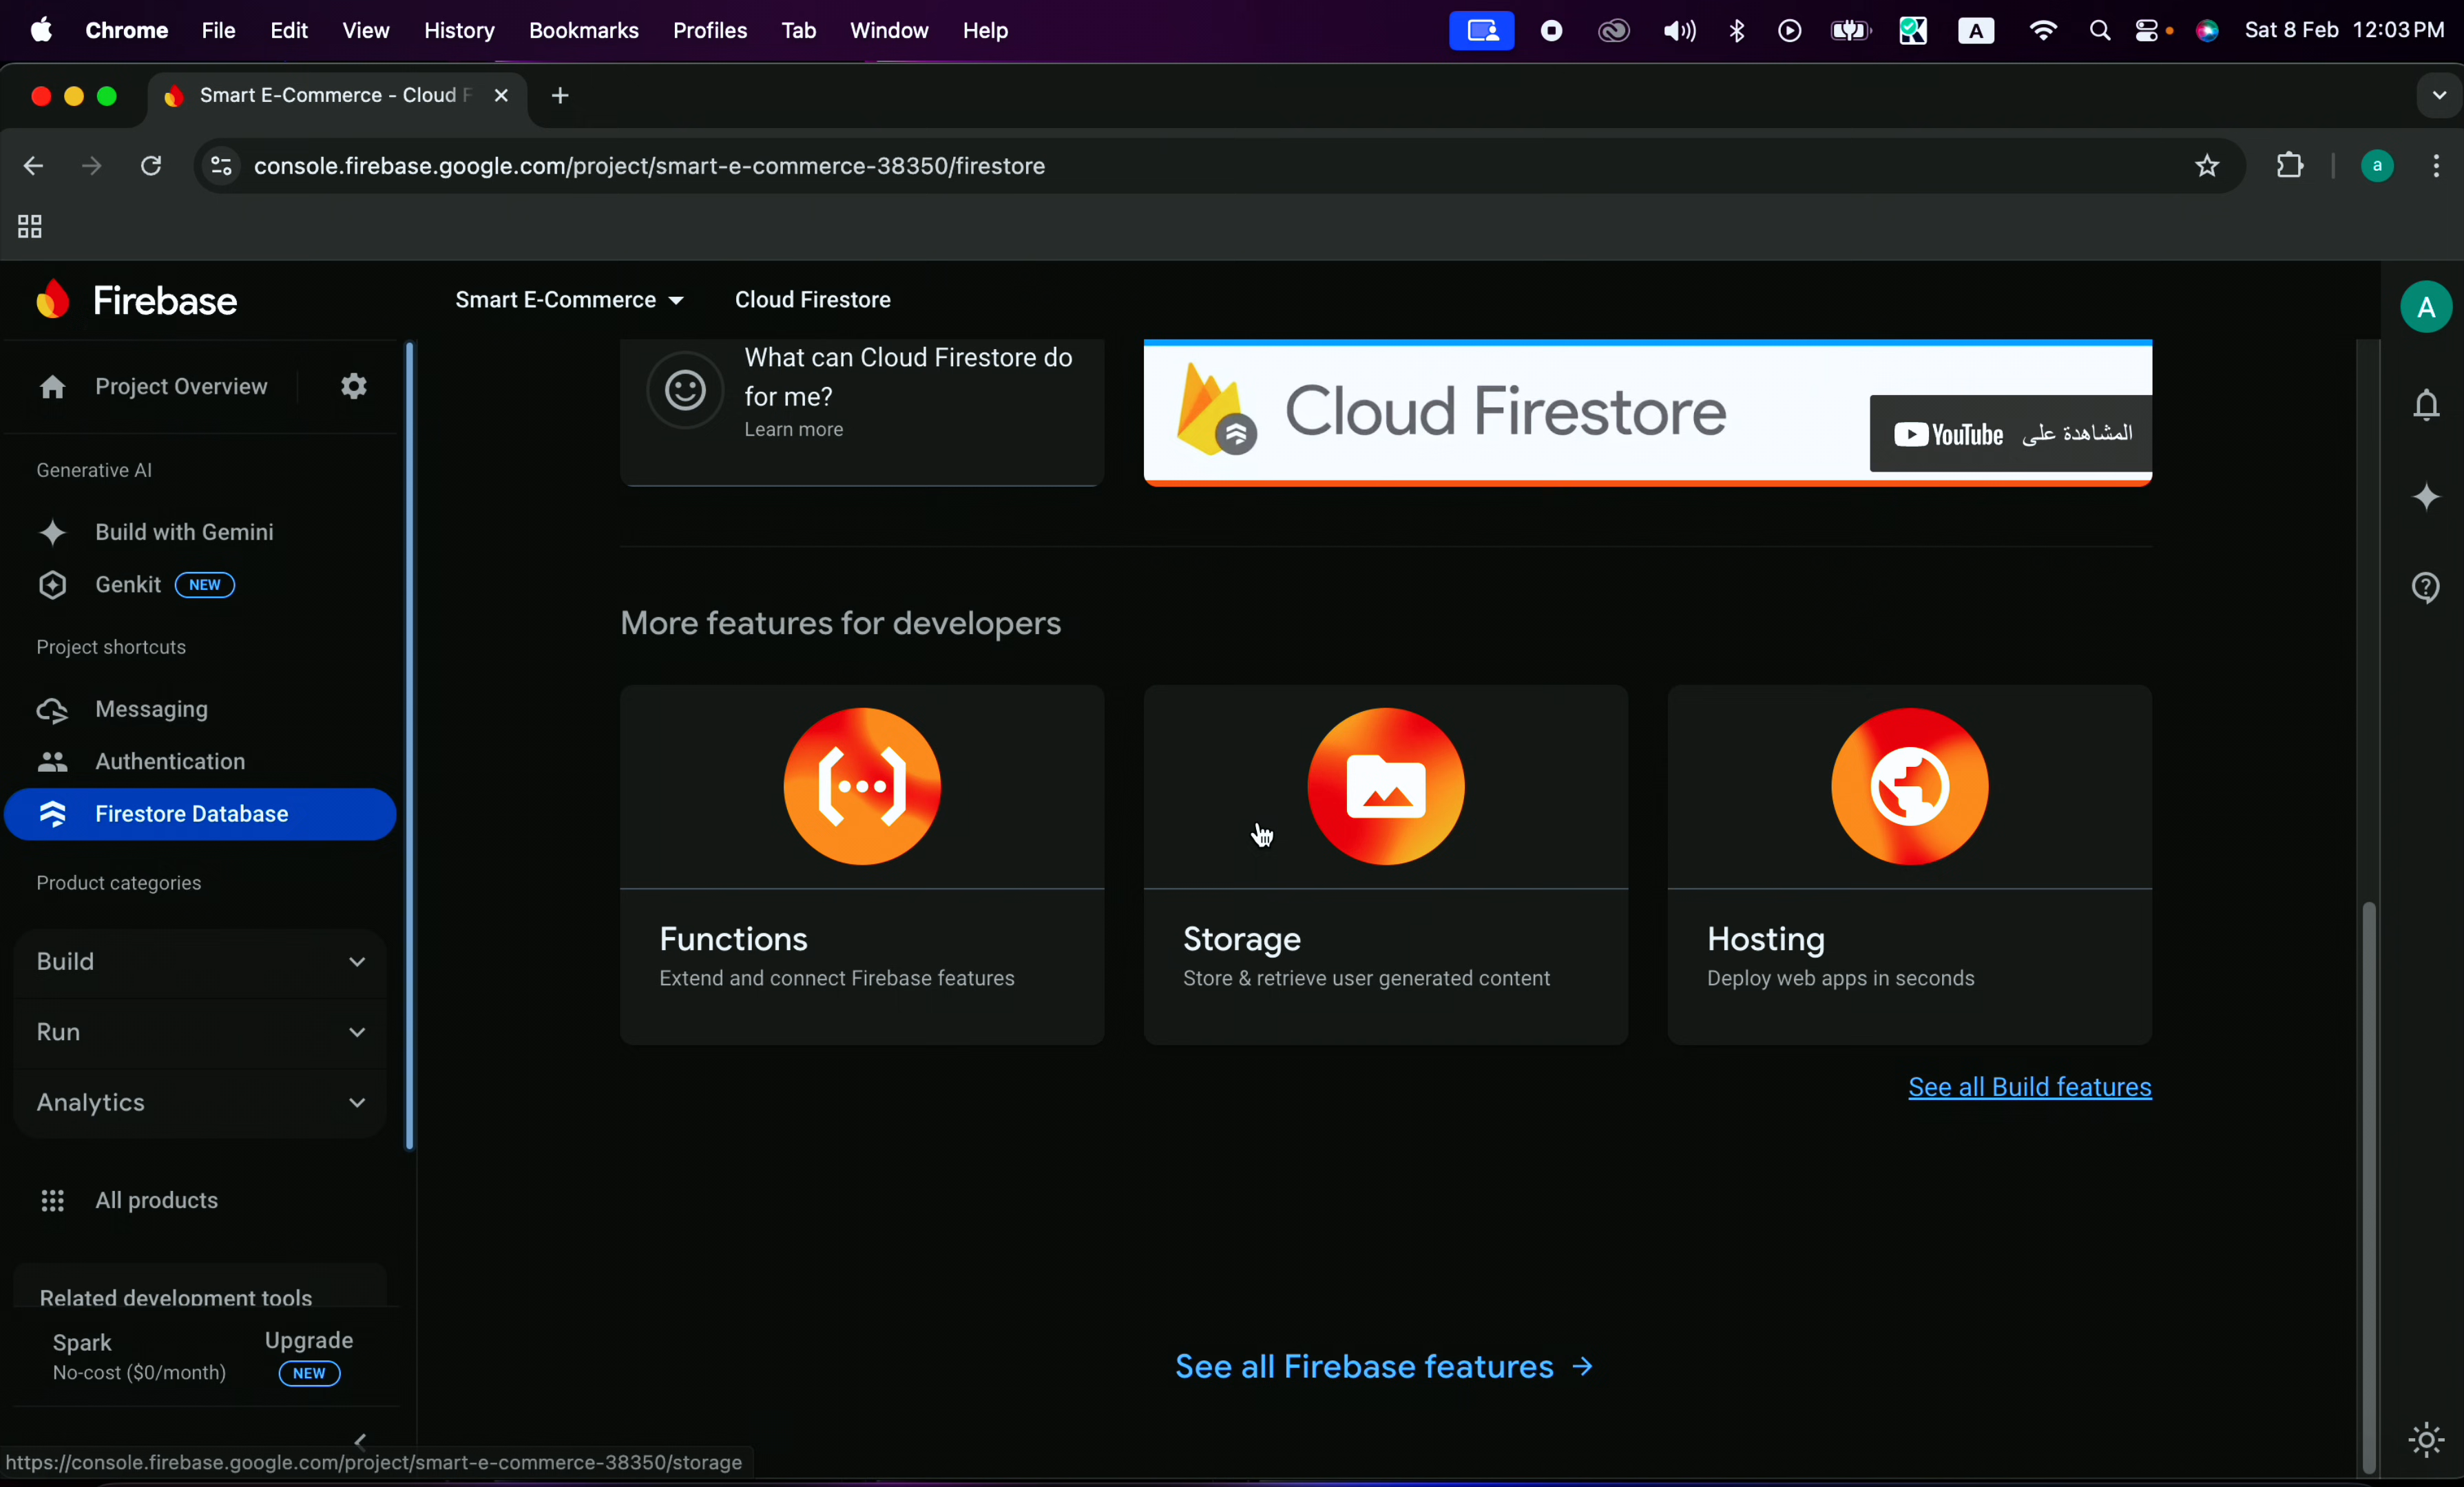 Chrome File Edit View History Bookmarks Profiles Tab Window Help A Sat 8 Feb 12:03 PM
Smart E-Commerce - Cloud F
console.firebase.google.com/project/smart-e-commerce-38350/firestore a
Firebase
Smart E-Commerce Cloud Firestore A
Project Overview
Generative AI
Build with Gemini
Genkit NEW
Project shortcuts
Messaging
Authentication
Firestore Database
Product categories
Build
Run
Analytics
All products
Related development tools
Spark
No-cost ($0/month)
Upgrade
NEW
What can Cloud Firestore do
for me?
Learn more
Cloud Firestore
المشاهدة على YouTube
More features for developers
Functions
Extend and connect Firebase features
Storage
Store & retrieve user generated content
Hosting
Deploy web apps in seconds
See all Build features
See all Firebase features
https://console.firebase.google.com/project/smart-e-commerce-38350/storage